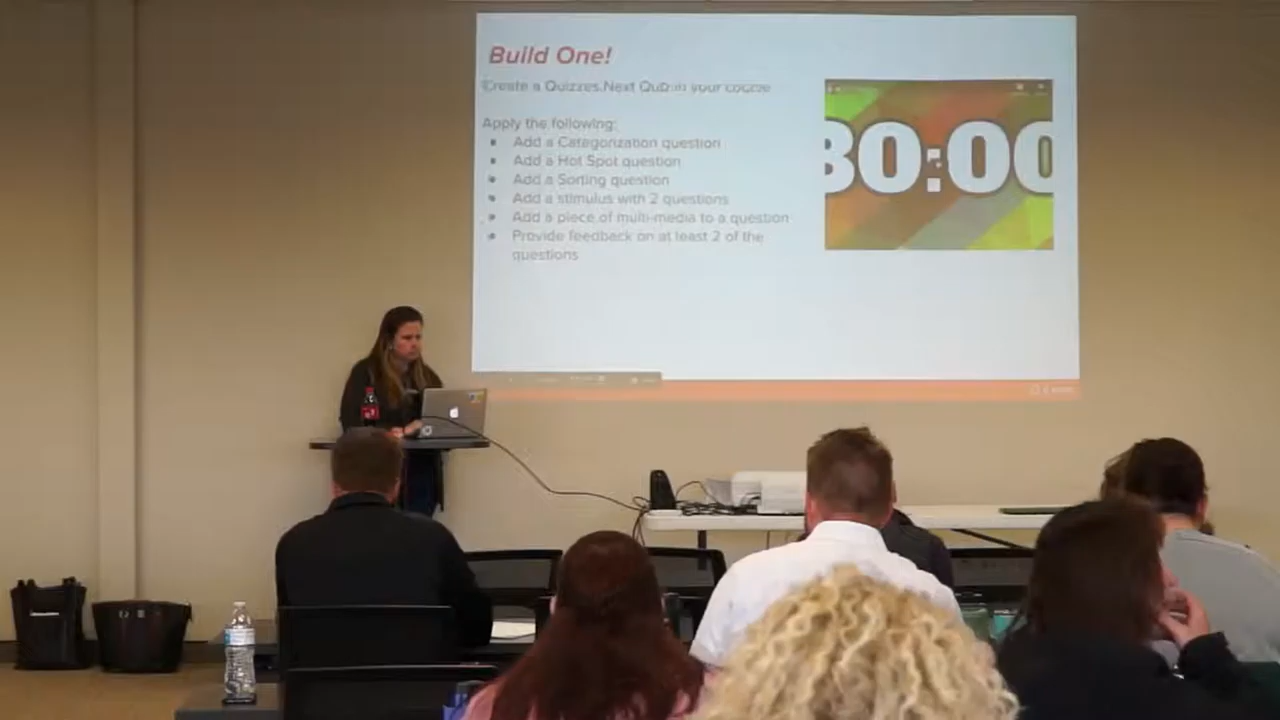 Build One!
Create a Quizzes.Next Quiz in your course
Apply the following:
Add a Categorization question
Add a Hot Spot question
Add a Sorting question
Add a stimulus with 2 questions
Add a piece of multi-media to a question
Provide feedback on at least 2 of the
questions
30:00